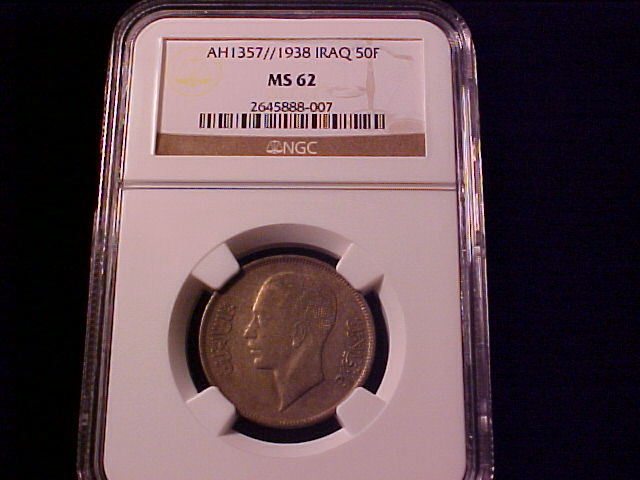 AH1357//1938 IRAQ 50F
MS 62
2645888-007
NGC